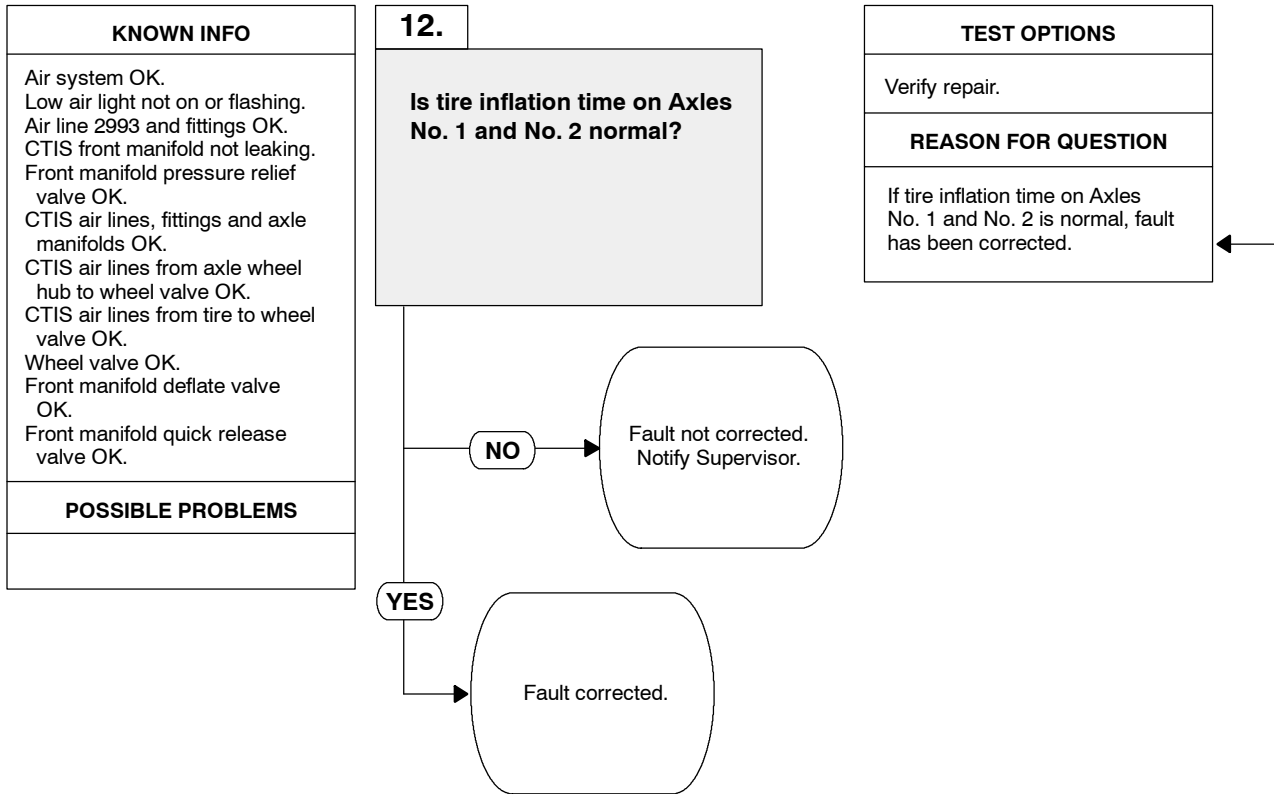 KNOWN INFO
Air system OK.
Low air light not on or flashing.
Air line 2993 and fittings OK.
CTIS front manifold not leaking.
Front manifold pressure relief
valve OK.
CTIS air lines, fittings and axle
manifolds OK.
CTIS air lines from axle wheel
hub to wheel valve OK.
CTIS air lines from tire to wheel
valve OK.
Wheel valve OK.
Front manifold deflate valve
OK.
Front manifold quick release
valve OK.
POSSIBLE PROBLEMS
12.
Is tire inflation time on Axles
No. 1 and No. 2 normal?
TEST OPTIONS
Verify repair.
REASON FOR QUESTION
If tire inflation time on Axles
No. 1 and No. 2 is normal, fault
has been corrected.
NO
Fault not corrected.
Notify Supervisor.
YES
Fault corrected.